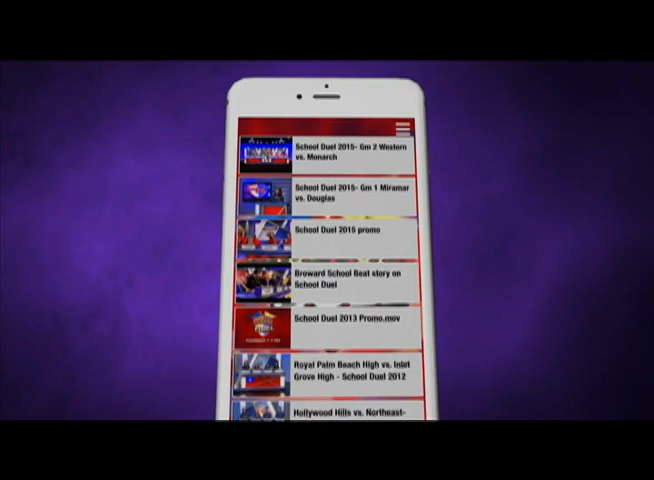 School Duel 2015- Gm 2 Western
vs. Monarch
School Duel 2015- Gm 1 Miramar
vs. Douglas
School Duel 2015 promo
Broward School Beat story on
School Duel
School Duel 2013 Promo.mov
Royal Palm Beach High vs. Inlet
Grove High - School Duel 2012
Hollywood Hills vs. Northeast-